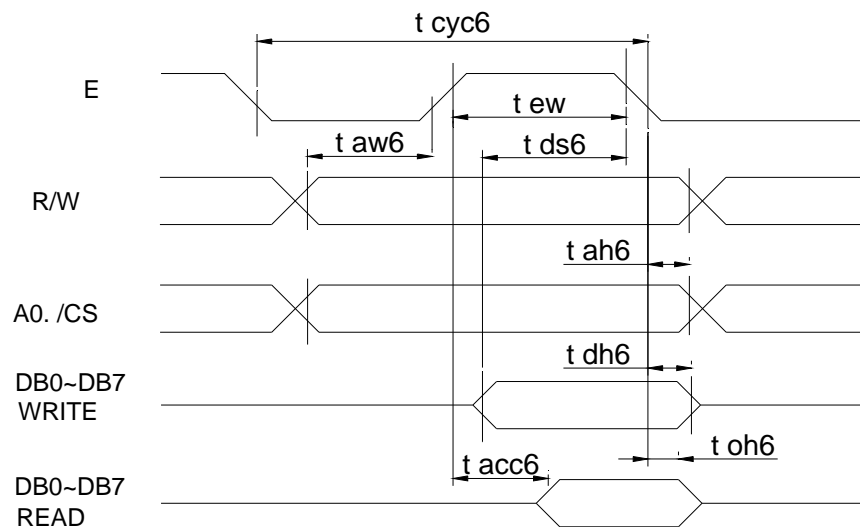 t cyc6
E
t ew
t aw6
t ds6
R/W
t ah6
A0. /CS
t dh6
DB0~DB7
WRITE
t oh6
t acc6
DB0~DB7
READ